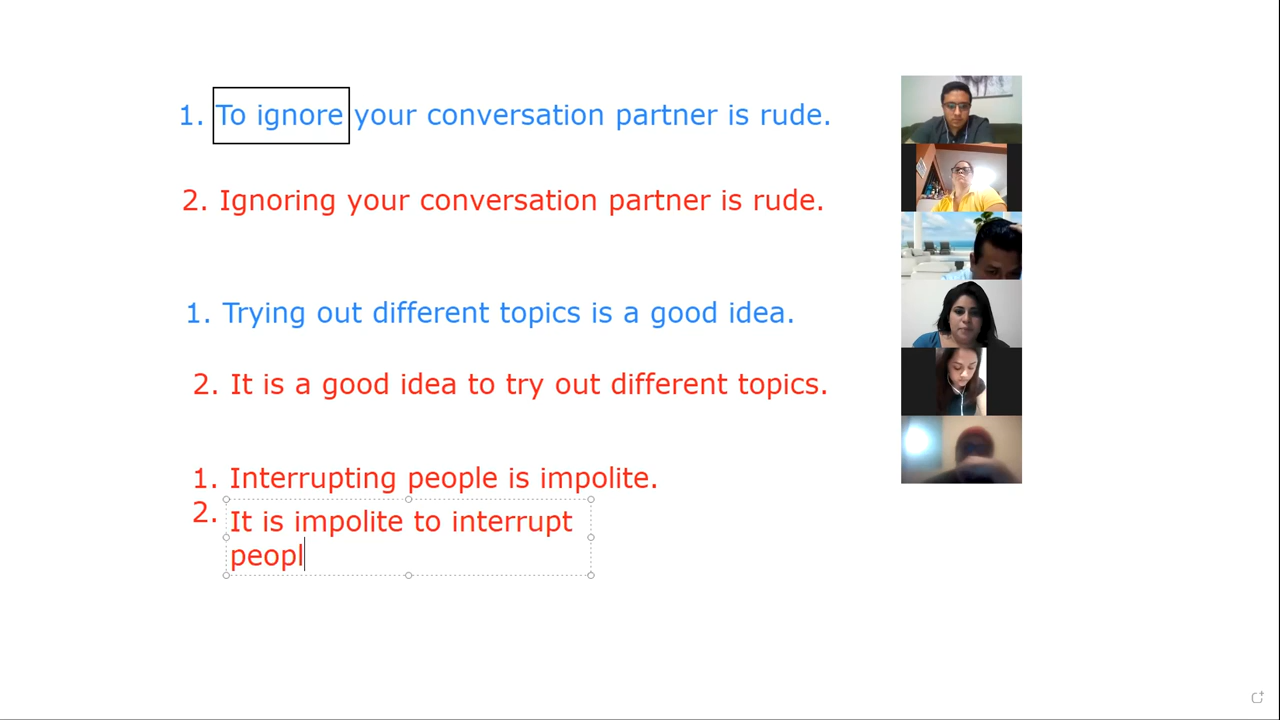 1. To ignore your conversation partner is rude.
2. Ignoring your conversation partner is rude.
1. Trying out different topics is a good idea.
2. It is a good idea to try out different topics.
1. Interrupting people is impolite.
2. It is impolite to interrupt
peopl